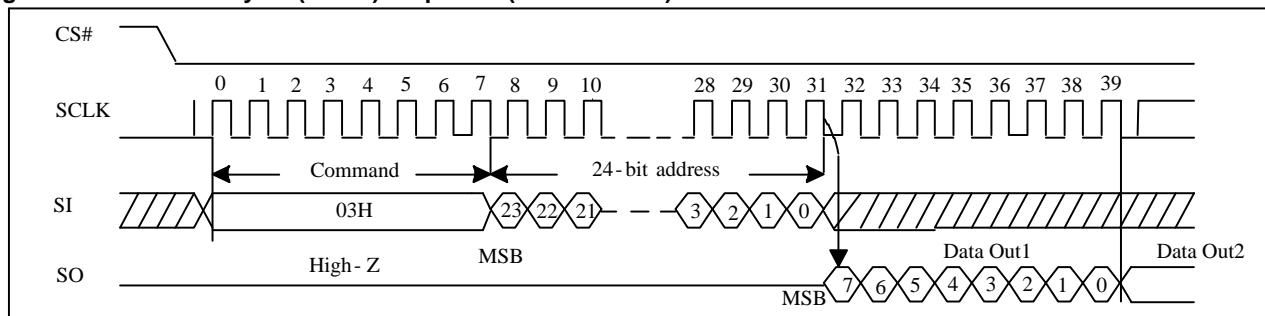 CS#
0 1 2 3 4 5 6 7 8 9 10 28 29 30 31 32 33 34 35 36 37 38 39
SCLK
Command 24-bit address
SI 03H 23 22 21 3 2 1 0
High-Z MSB Data Out1 Data Out2
SO MSB 7 6 5 4 3 2 1 0